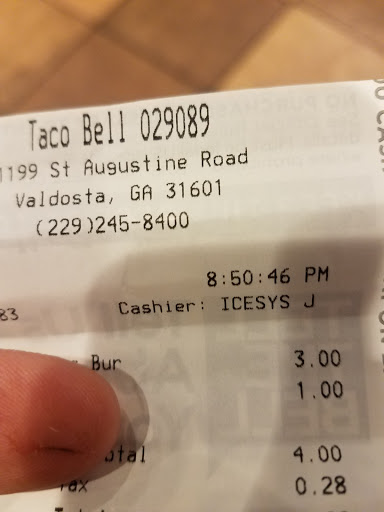 Taco Bell 029089
1199 St Augustine Road
Valdosta, GA 31601
(229)245-8400
8:50:46 PM
83 Cashier: ICESYS J
Bur 3.00
1.00
4.00
0.28